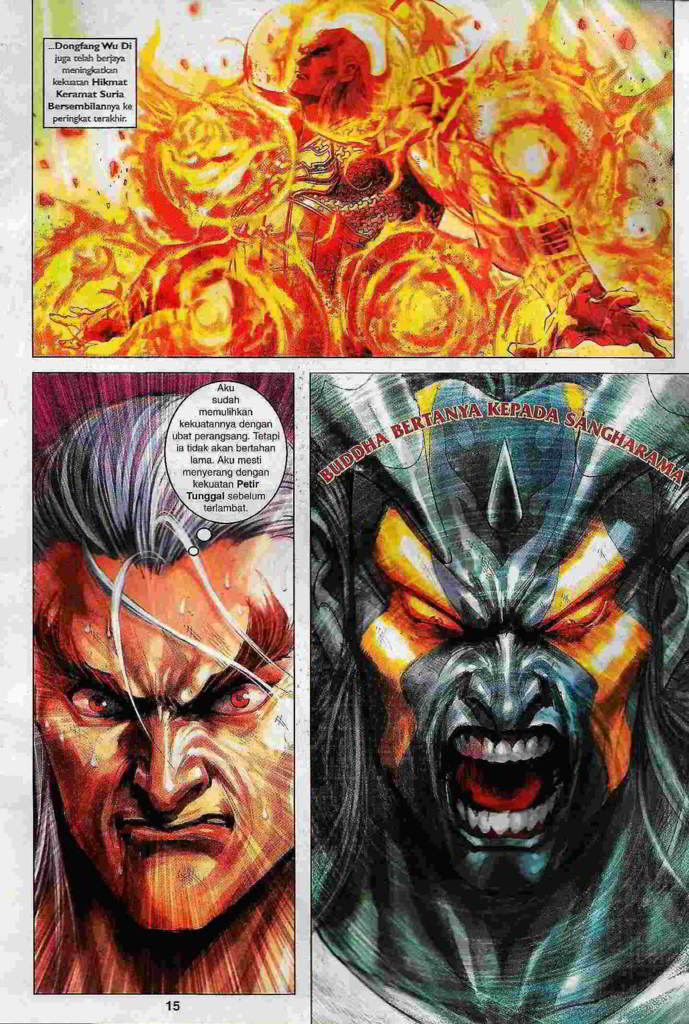 ...Dongfang Wu Di
juga telah berjaya
meningkatkan
kekuatan Hikmat
Keramat Suria
Bersembilannya ke
peringkat terakhir.
Aku
sudah
memulihkan
kekuatannya dengan
ubat perangsang. Tetapi
ia tidak akan bertahan
lama. Aku mesti
menyerang dengan
kekuatan Petir
Tunggal sebelum
terlambat.
BUDDHA BERTANYA KEPADA SANGHARAMA
15